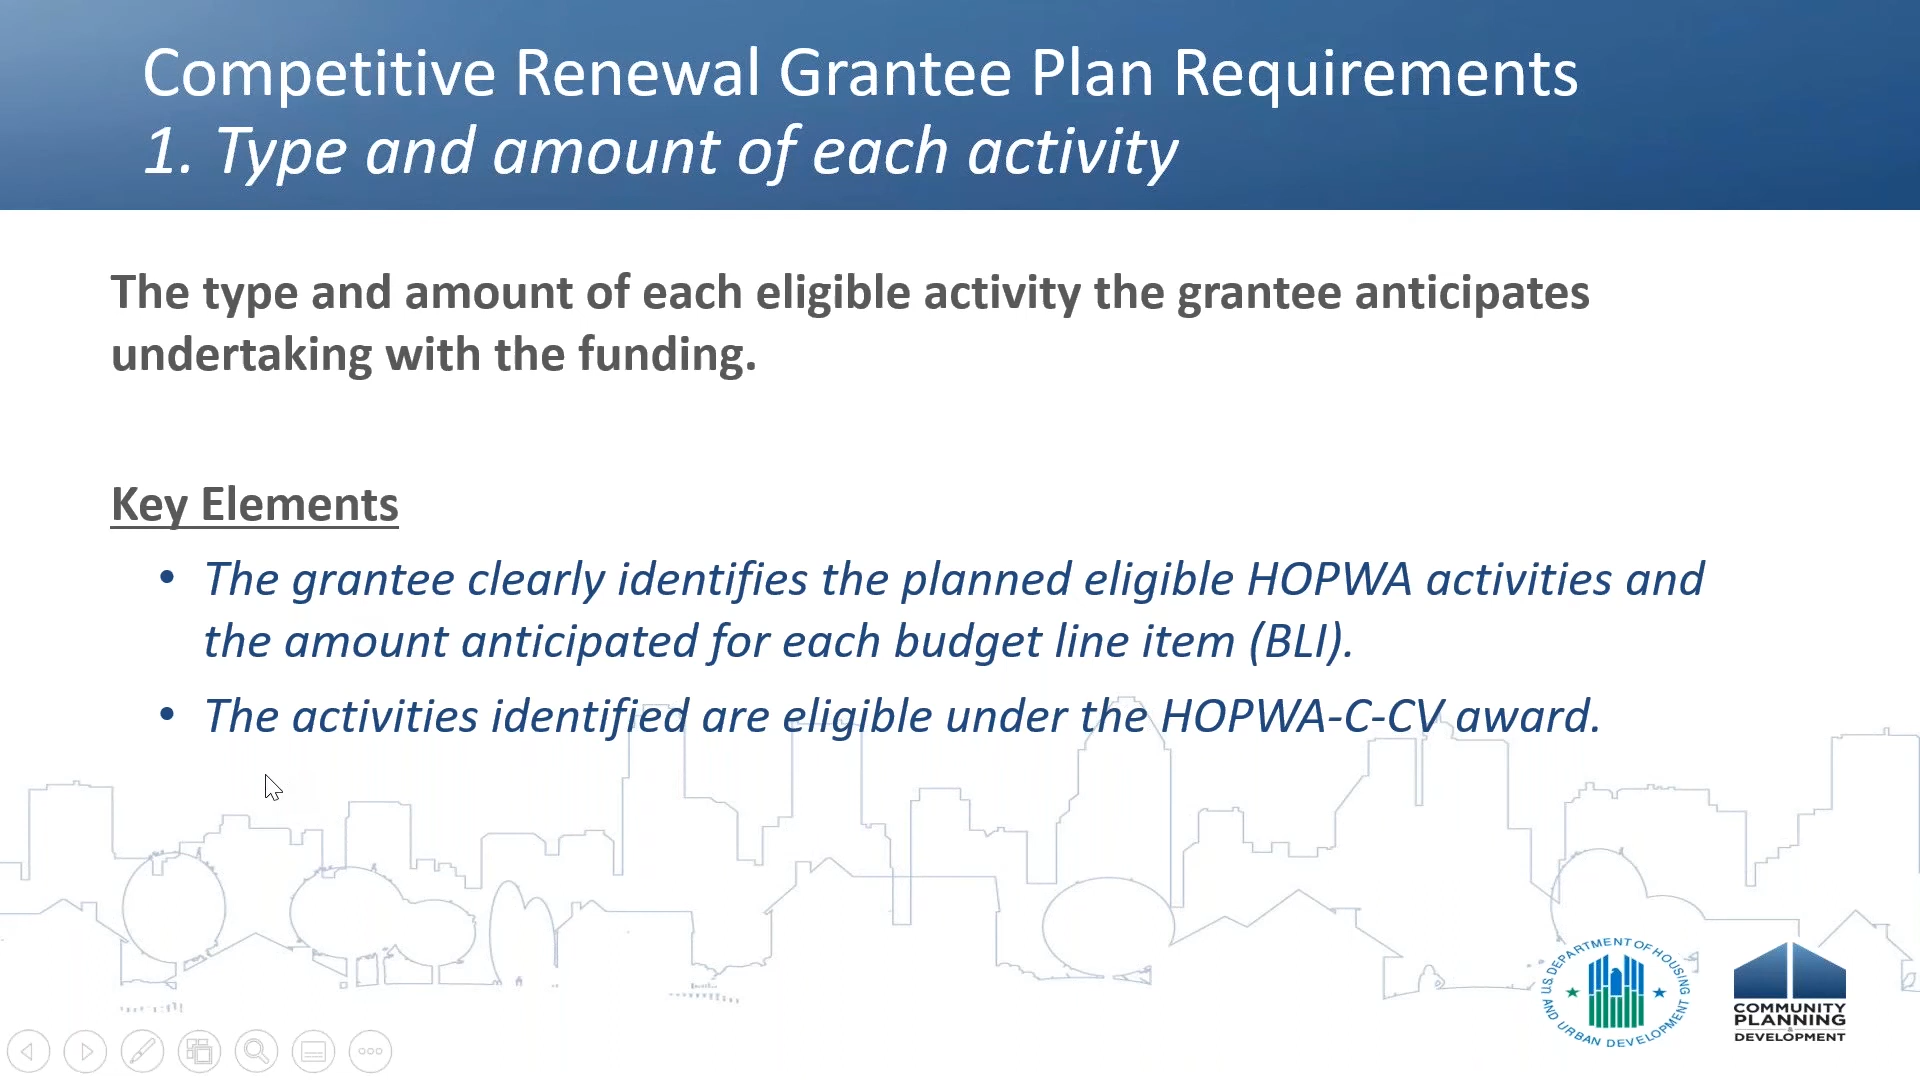 Competitive Renewal Grantee Plan Requirements
1. Type and amount of each activity
The type and amount of each eligible activity the grantee anticipates
undertaking with the funding.
Key Elements
• The grantee clearly identifies the planned eligible HOPWA activities and
the amount anticipated for each budget line item (BLI).
• The activities identified are eligible under the HOPWA-C-CV award.
U.S. DEPARTMENT OF HOUSING
AND URBAN DEVELOPMENT
COMMUNITY
PLANNING
&
DEVELOPMENT